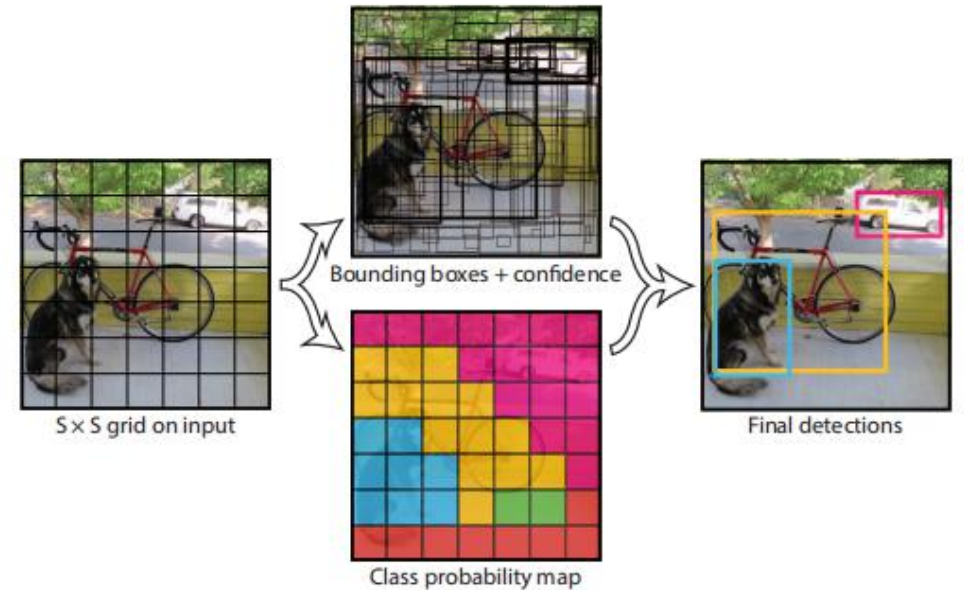 Bounding boxes + confidence
S × S grid on input
Final detections
Class probability map